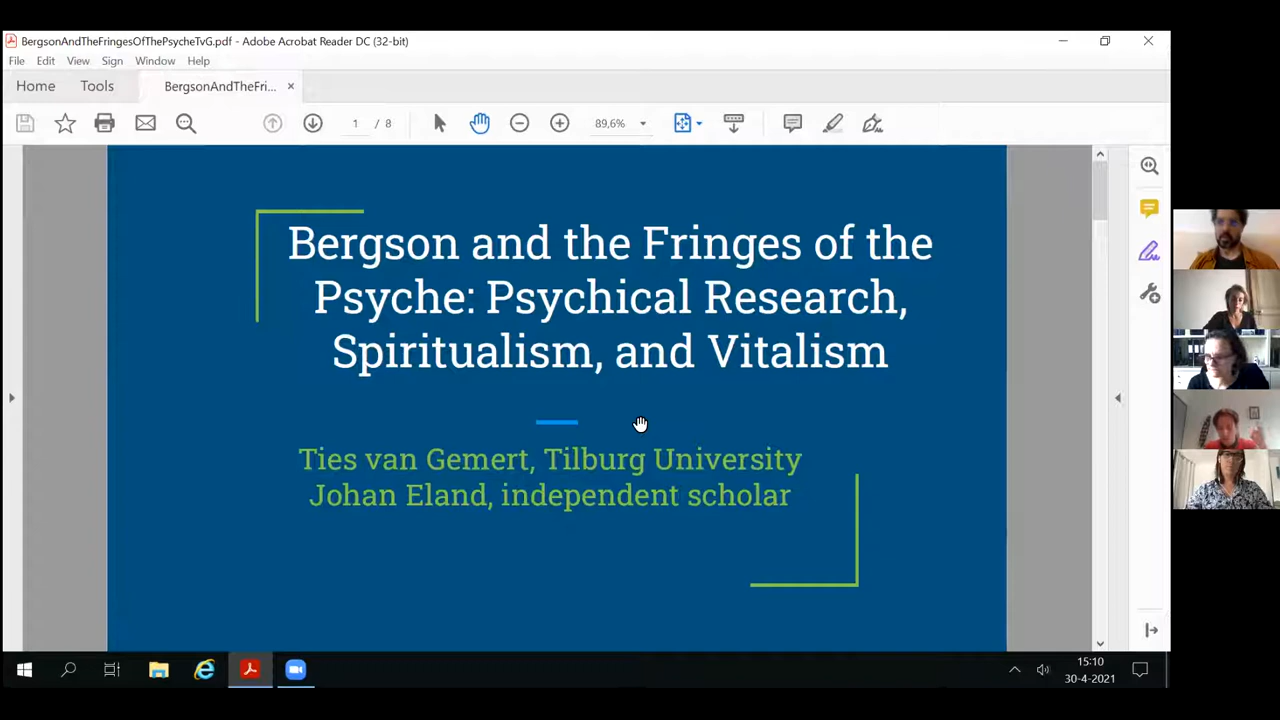 BergsonAndTheFringesOfThePsycheTvG.pdf - Adobe Acrobat Reader DC (32-bit)
File Edit View Sign Window Help
Home Tools BergsonAndTheFri... ×
1 / 8 89,6%
Bergson and the Fringes of the
Psyche: Psychical Research,
Spiritualism, and Vitalism
Ties van Gemert, Tilburg University
Johan Eland, independent scholar
15:10
30-4-2021